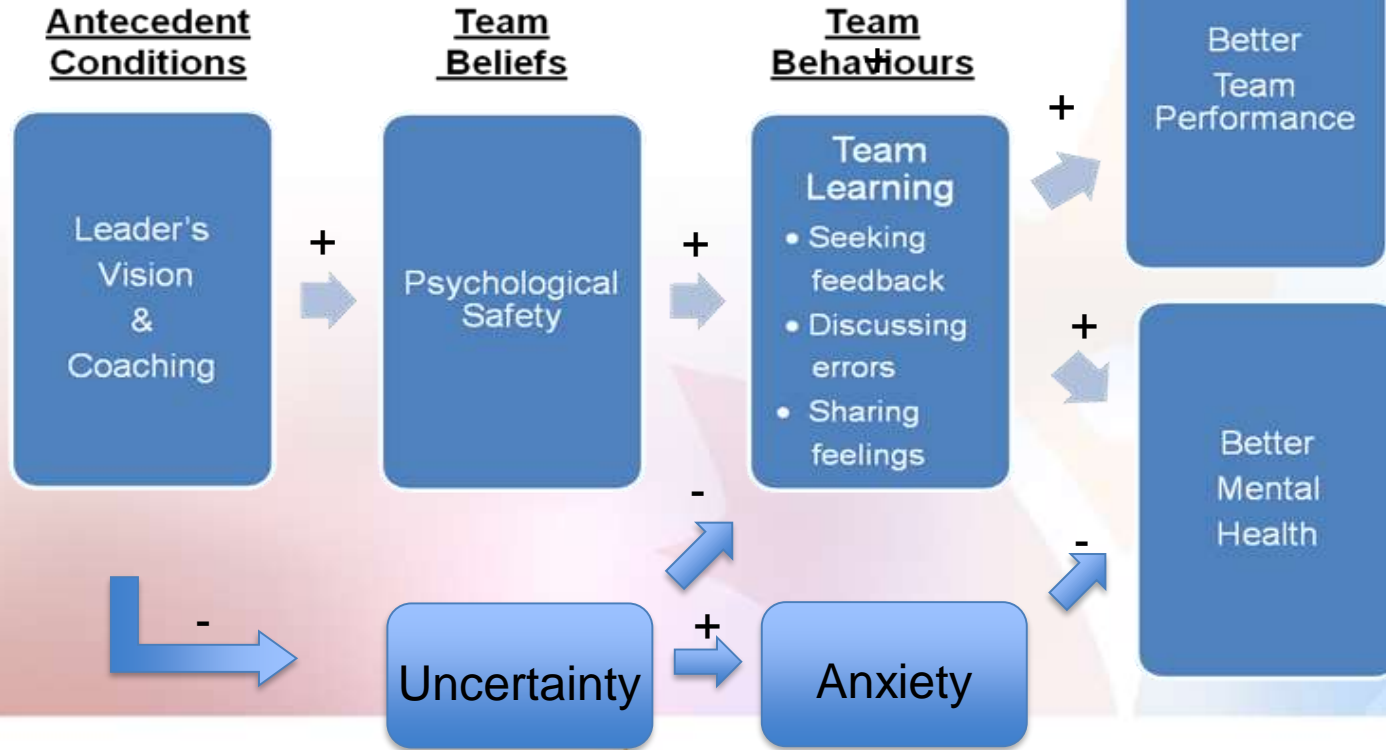 Antecedent
Conditions
Team
Beliefs
Team
Behaviours
+
Leader's
Vision
&
Coaching
+
Psychological
Safety
+
Team
Learning
• Seeking
feedback
• Discussing
errors
• Sharing
feelings
+
Better
Team
Performance
+
Better
Mental
Health
-
Uncertainty
-
+
Anxiety
-